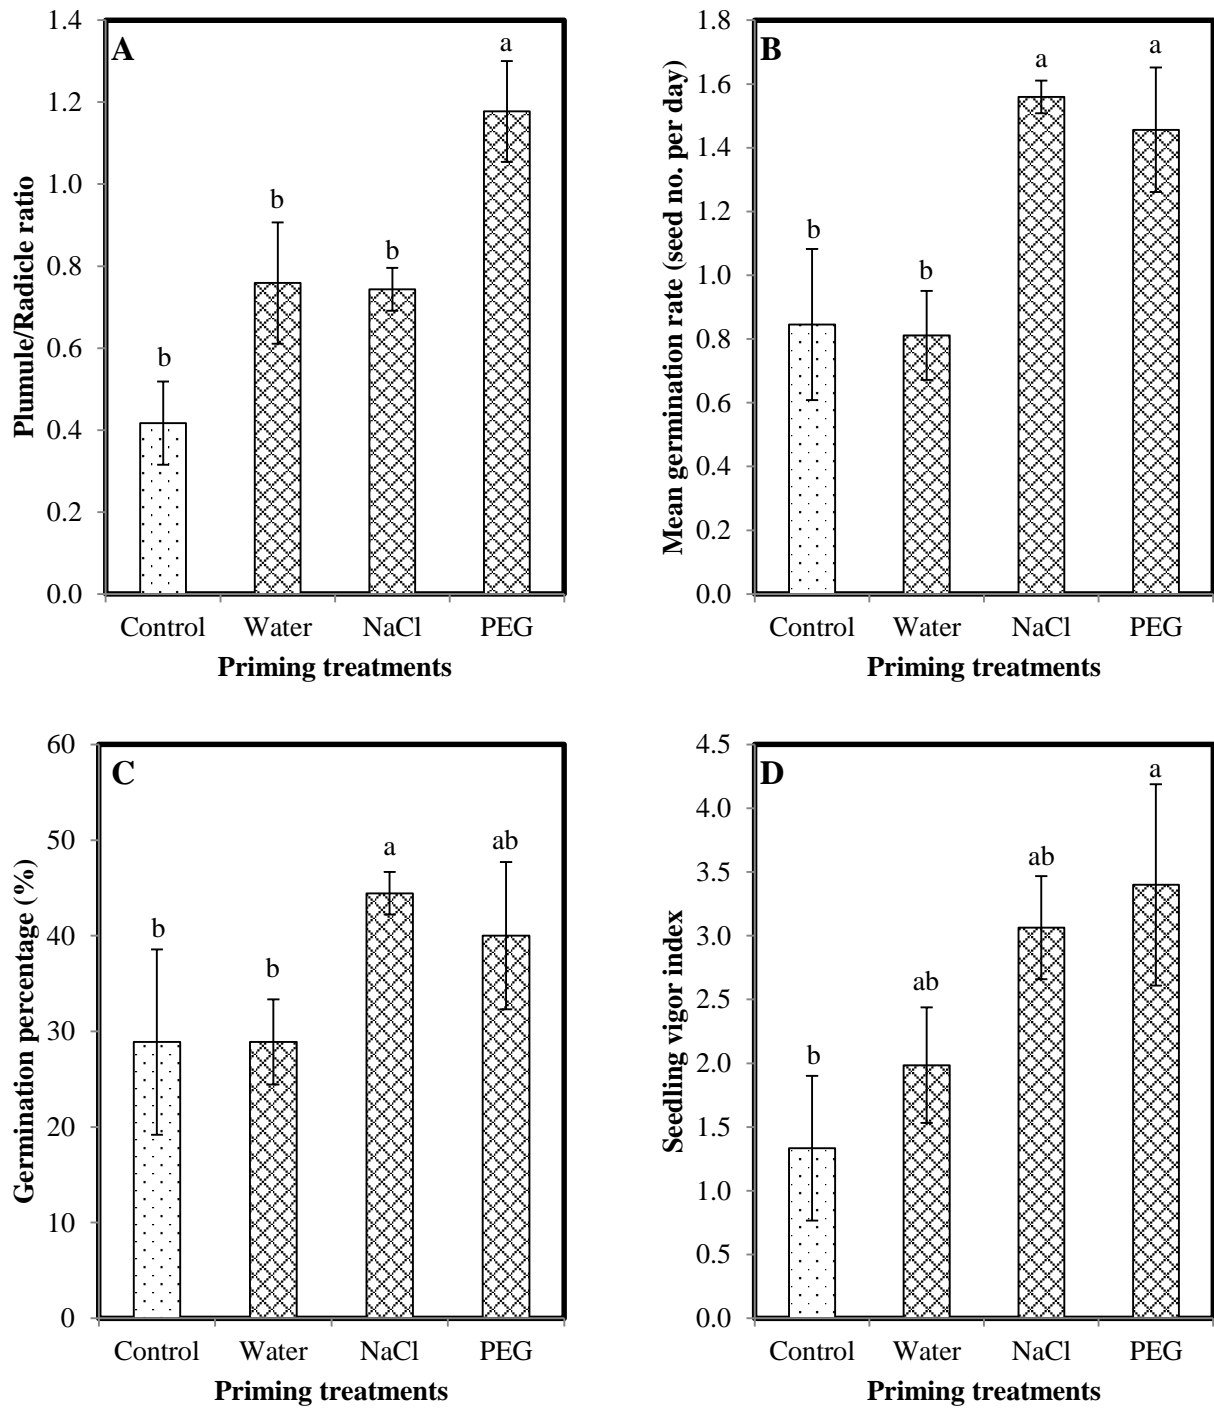 A
Plumule/Radicle ratio
1.4
1.2
1.0
0.8
0.6
0.4
0.2
0.0
b
b
b
a
Control Water NaCl PEG
Priming treatments
B
Mean germination rate (seed no. per day)
1.8
1.6
1.4
1.2
1.0
0.8
0.6
0.4
0.2
0.0
b
b
a
a
Control Water NaCl PEG
Priming treatments
C
Germination percentage (%)
60
50
40
30
20
10
0
b
b
a
ab
Control Water NaCl PEG
Priming treatments
D
Seedling vigor index
4.5
4.0
3.5
3.0
2.5
2.0
1.5
1.0
0.5
0.0
b
ab
ab
a
Control Water NaCl PEG
Priming treatments